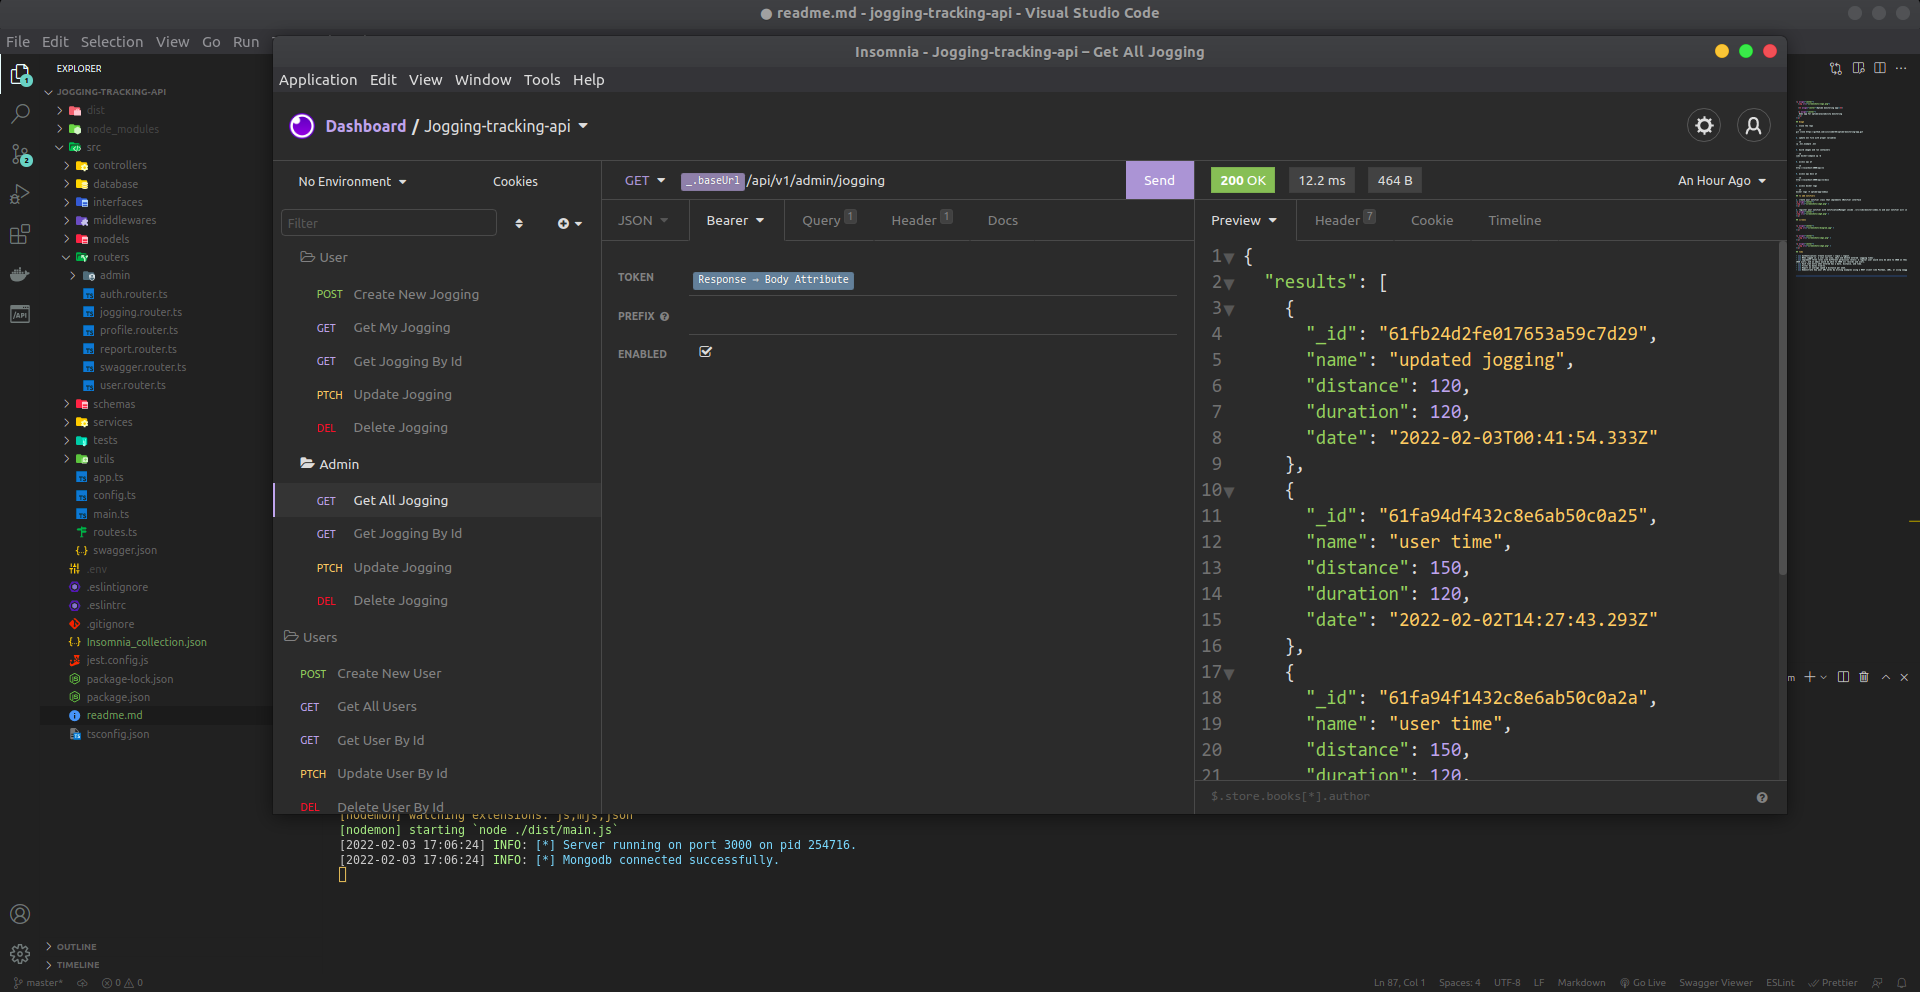 ● readme.md - jogging-tracking-api - Visual Studio Code
File Edit Selection View Go Run
EXPLORER
JOGGING-TRACKING-API
dist
node_modules
src
controllers
database
interfaces
middlewares
models
routers
admin
auth.router.ts
jogging.router.ts
profile.router.ts
report.router.ts
swagger.router.ts
user.router.ts
schemas
services
tests
utils
app.ts
config.ts
main.ts
routes.ts
swagger.json
.env
.eslintignore
.eslintrc
.gitignore
Insomnia_collection.json
jest.config.js
package-lock.json
package.json
readme.md
tsconfig.json
OUTLINE
TIMELINE
Insomnia - Jogging-tracking-api – Get All Jogging
Application Edit View Window Tools Help
Dashboard / Jogging-tracking-api
No Environment Cookies
Filter
User
POST Create New Jogging
GET Get My Jogging
GET Get Jogging By Id
PTCH Update Jogging
DEL Delete Jogging
Admin
GET Get All Jogging
GET Get Jogging By Id
PTCH Update Jogging
DEL Delete Jogging
Users
POST Create New User
GET Get All Users
GET Get User By Id
PTCH Update User By Id
DEL Delete User By Id
GET _.baseUrl /api/v1/admin/jogging Send
JSON Bearer Query 1 Header 1 Docs
TOKEN Response → Body Attribute
PREFIX
ENABLED
200 OK 12.2 ms 464 B An Hour Ago
Preview Header 7 Cookie Timeline
1 {
2 "results": [
3 {
4 "_id": "61fb24d2fe017653a59c7d29",
5 "name": "updated jogging",
6 "distance": 120,
7 "duration": 120,
8 "date": "2022-02-03T00:41:54.333Z"
9 },
10 {
11 "_id": "61fa94df432c8e6ab50c0a25",
12 "name": "user time",
13 "distance": 150,
14 "duration": 120,
15 "date": "2022-02-02T14:27:43.293Z"
16 },
17 {
18 "_id": "61fa94f1432c8e6ab50c0a2a",
19 "name": "user time",
20 "distance": 150,
21 "duration": 120,
$.store.books[*].author
[nodemon] watching extensions: js,mjs,json
[nodemon] starting `node ./dist/main.js`
[2022-02-03 17:06:24] INFO: [*] Server running on port 3000 on pid 254716.
[2022-02-03 17:06:24] INFO: [*] Mongodb connected successfully.
master* 0 0 Ln 87, Col 1 Spaces: 4 UTF-8 LF Markdown Go Live Swagger Viewer ESLint Prettier